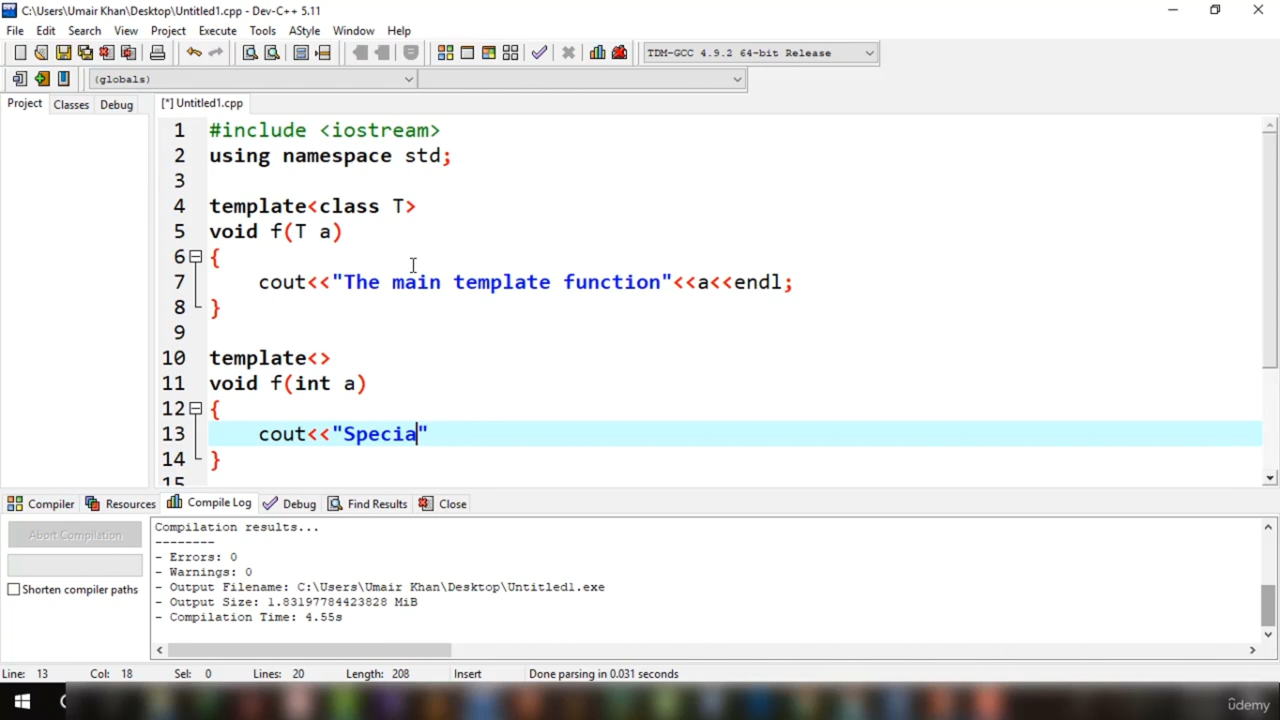 C:\Users\Umair Khan\Desktop\Untitled1.cpp - Dev-C++ 5.11
File Edit Search View Project Execute Tools AStyle Window Help
TDM-GCC 4.9.2 64-bit Release
(globals)
Project Classes Debug [*] Untitled1.cpp
1 #include <iostream>
2 using namespace std;
3
4 template<class T>
5 void f(T a)
6 {
7 cout<<"The main template function"<<a<<endl;
8 }
9
10 template<>
11 void f(int a)
12 {
13 cout<<"Specia"
14 }
15
Compiler Resources Compile Log Debug Find Results Close
Abort Compilation
Shorten compiler paths
Compilation results...
--------
- Errors: 0
- Warnings: 0
- Output Filename: C:\Users\Umair Khan\Desktop\Untitled1.exe
- Output Size: 1.83197784423828 MiB
- Compilation Time: 4.55s
Line: 13 Col: 18 Sel: 0 Lines: 20 Length: 208 Insert Done parsing in 0.031 seconds
ûdemy